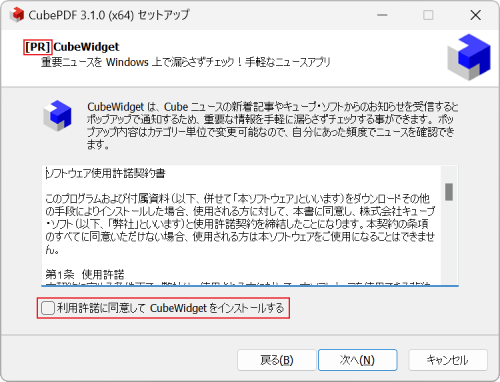 CubePDF 3.1.0 (x64) セットアップ
[PR] CubeWidget
重要ニュースを Windows 上で漏らさずチェック！手軽なニュースアプリ
CubeWidget は、Cube ニュースの新着記事やキューブ・ソフトからのお知らせを受信すると
ポップアップで通知するため、重要な情報を手軽に漏らさずチェックする事ができます。 ポッ
プアップ内容はカテゴリー単位で変更可能なので、自分にあった頻度でニュースを確認でき
ます。
ソフトウェア使用許諾契約書
このプログラムおよび付属資料（以下、併せて「本ソフトウェア」といいます）をダウンロードその他
の手段によりインストールした場合、使用される方に対して、本書に同意し、株式会社キューブ
・ソフト（以下、「弊社」といいます）と使用許諾契約を締結したことになります。本契約の条項
のすべてに同意いただけない場合、使用される方は本ソフトウェアをご使用になることはできませ
ん。
第1条 使用許諾
利用許諾に同意して CubeWidget をインストールする
戻る(B)
次へ(N)
キャンセル